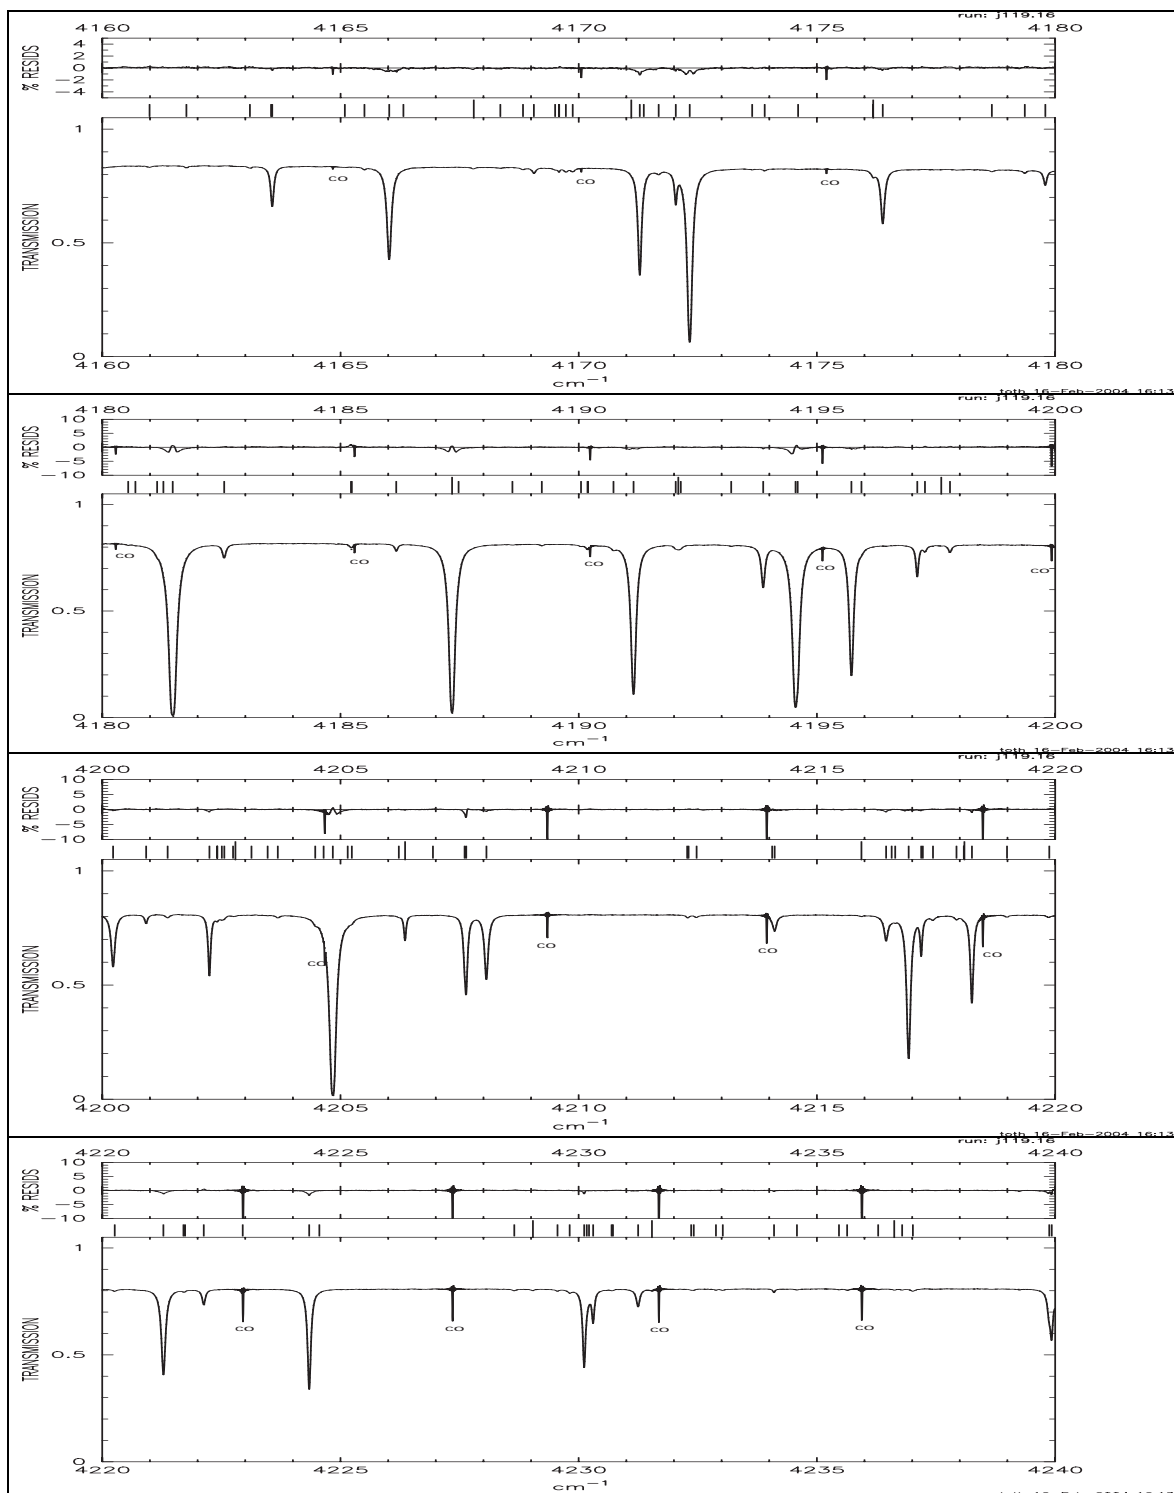 run: j119.16
4160 4165 4170 4175 4180
% RESIDS
4
2
0
−2
−4
TRANSMISSION
1
0.5
0
co co co
4160 4165 4170 4175 4180
cm−1
toth 16-Feb-2004 16:13
run: j119.16
4180 4185 4190 4195 4200
% RESIDS
10
5
0
−5
−10
TRANSMISSION
1
0.5
0
co co co co co
4180 4185 4190 4195 4200
cm−1
toth 16-Feb-2004 16:13
run: j119.16
4200 4205 4210 4215 4220
% RESIDS
10
5
0
−5
−10
TRANSMISSION
1
0.5
0
co co co co
4200 4205 4210 4215 4220
cm−1
toth 16-Feb-2004 16:13
run: j119.16
4220 4225 4230 4235 4240
% RESIDS
10
5
0
−5
−10
TRANSMISSION
1
0.5
0
co co co co
4220 4225 4230 4235 4240
cm−1